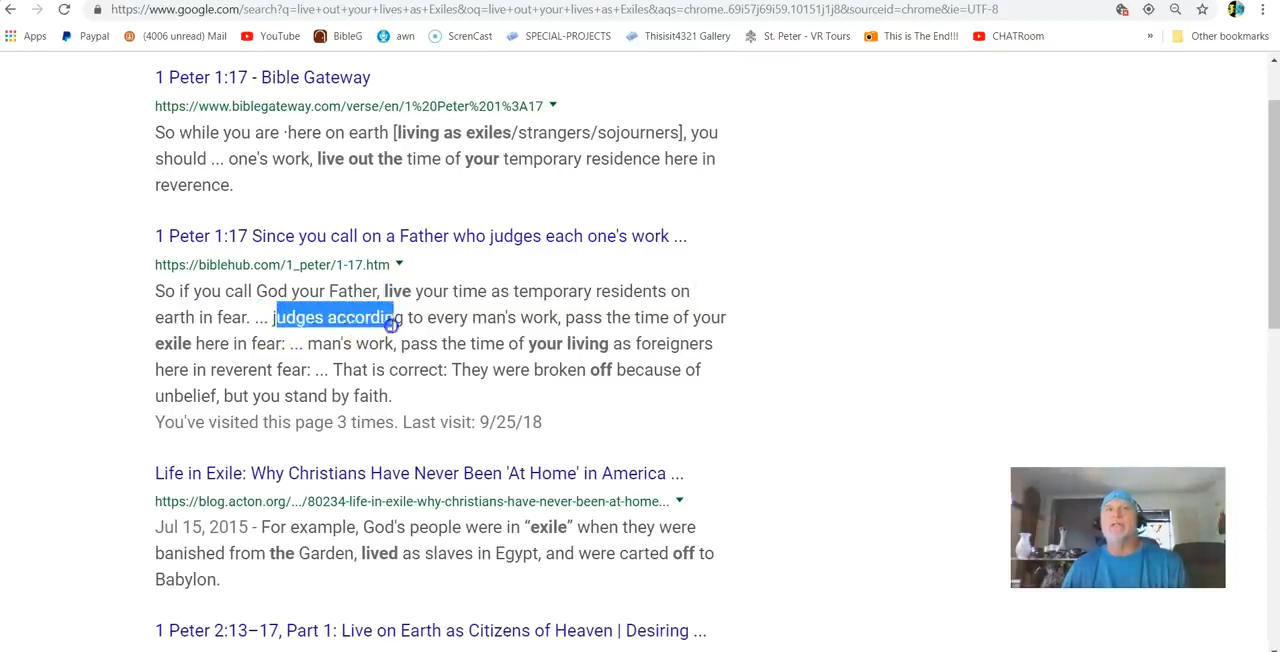 https://www.google.com/search?q=live+out+your+lives+as+Exiles&oq=live+out+your+lives+as+Exiles&aqs=chrome..69i57j69i59.10151j1j8&sourceid=chrome&ie=UTF-8
Apps Paypal (4006 unread) Mail YouTube BibleG awn ScrenCast SPECIAL-PROJECTS Thisisit4321 Gallery St. Peter - VR Tours This is The End!!! CHATRoom » Other bookmarks
1 Peter 1:17 - Bible Gateway
https://www.biblegateway.com/verse/en/1%20Peter%201%3A17
So while you are ·here on earth [living as exiles/strangers/sojourners], you
should ... one's work, live out the time of your temporary residence here in
reverence.
1 Peter 1:17 Since you call on a Father who judges each one's work ...
https://biblehub.com/1_peter/1-17.htm
So if you call God your Father, live your time as temporary residents on
earth in fear. ... judges according to every man's work, pass the time of your
exile here in fear: ... man's work, pass the time of your living as foreigners
here in reverent fear: ... That is correct: They were broken off because of
unbelief, but you stand by faith.
You've visited this page 3 times. Last visit: 9/25/18
Life in Exile: Why Christians Have Never Been 'At Home' in America ...
https://blog.acton.org/.../80234-life-in-exile-why-christians-have-never-been-at-home...
Jul 15, 2015 - For example, God's people were in “exile” when they were
banished from the Garden, lived as slaves in Egypt, and were carted off to
Babylon.
1 Peter 2:13–17, Part 1: Live on Earth as Citizens of Heaven | Desiring ...